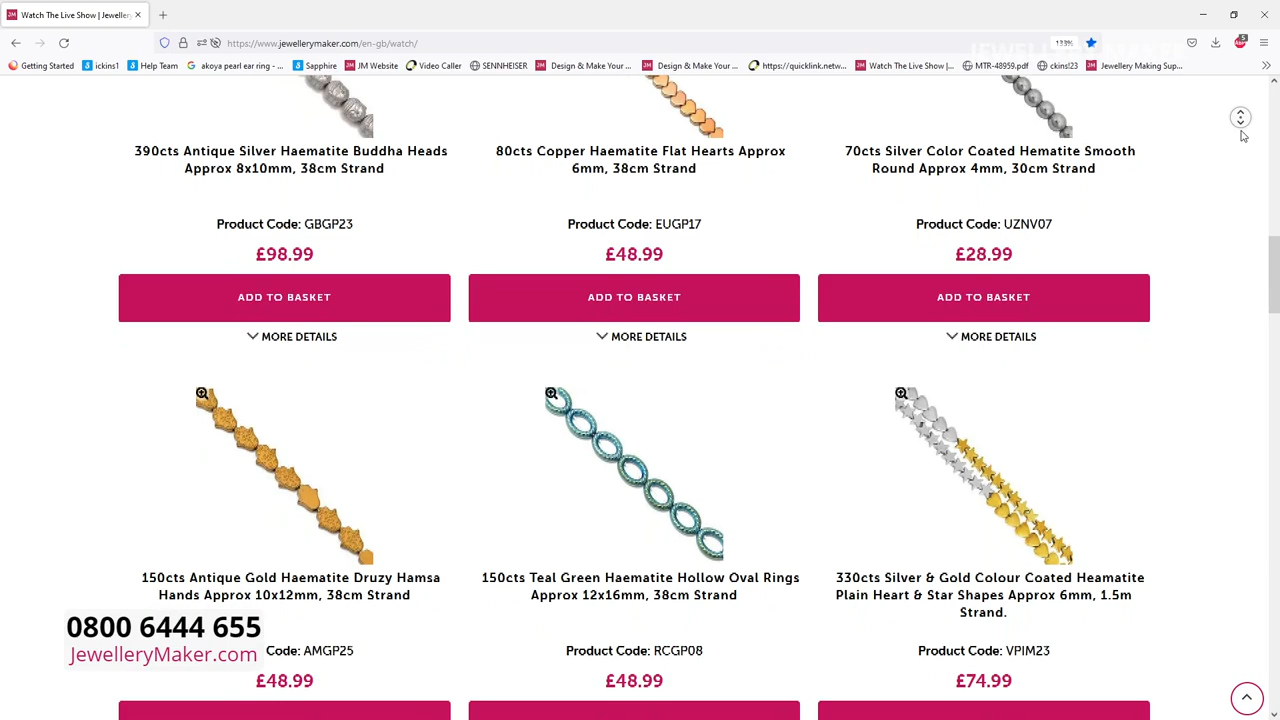 Watch The Live Show | Jeweller
https://www.jewellerymaker.com/en-gb/watch/
133%
5
Getting Started
ickins1
Help Team
akoya pearl ear ring - ...
Sapphire
JM Website
Video Caller
SENNHEISER
Design & Make Your ...
Design & Make Your ...
https://quicklink.netw...
Watch The Live Show |...
MTR-48959.pdf
ckins!23
Jewellery Making Sup...
390cts Antique Silver Haematite Buddha Heads
Approx 8x10mm, 38cm Strand
Product Code: GBGP23
£98.99
ADD TO BASKET
MORE DETAILS
80cts Copper Haematite Flat Hearts Approx
6mm, 38cm Strand
Product Code: EUGP17
£48.99
ADD TO BASKET
MORE DETAILS
70cts Silver Color Coated Hematite Smooth
Round Approx 4mm, 30cm Strand
Product Code: UZNV07
£28.99
ADD TO BASKET
MORE DETAILS
150cts Antique Gold Haematite Druzy Hamsa
Hands Approx 10x12mm, 38cm Strand
Code: AMGP25
£48.99
150cts Teal Green Haematite Hollow Oval Rings
Approx 12x16mm, 38cm Strand
Product Code: RCGP08
£48.99
330cts Silver & Gold Colour Coated Heamatite
Plain Heart & Star Shapes Approx 6mm, 1.5m
Strand.
Product Code: VPIM23
£74.99
0800 6444 655
JewelleryMaker.com